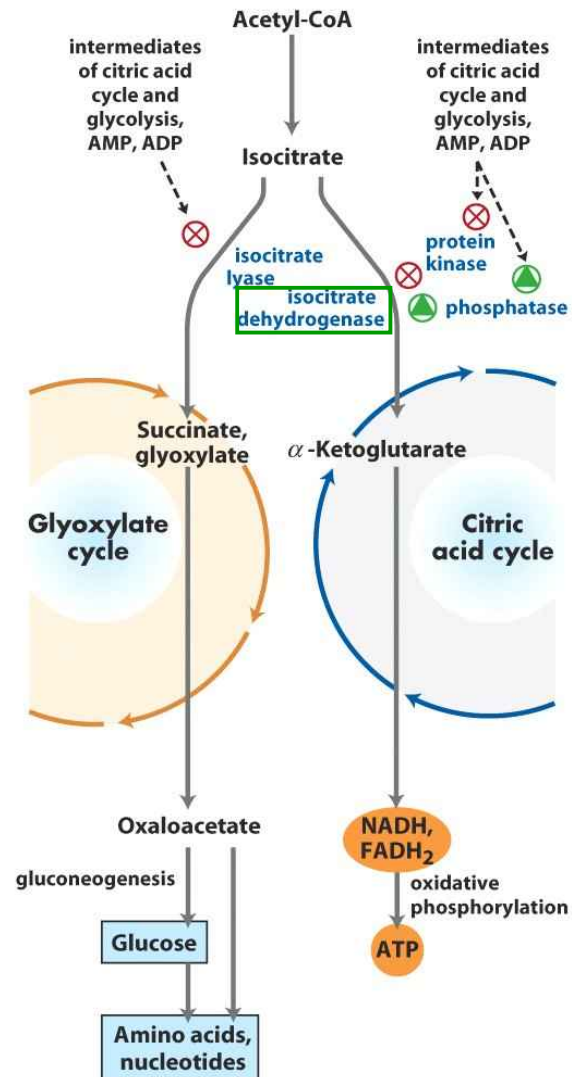 Acetyl-CoA
intermediates
of citric acid
cycle and
glycolysis,
AMP, ADP
intermediates
of citric acid
cycle and
glycolysis,
AMP, ADP
Isocitrate
protein
kinase
isocitrate
lyase
isocitrate
dehydrogenase
phosphatase
Succinate,
glyoxylate
α-Ketoglutarate
Glyoxylate
cycle
Citric
acid cycle
Oxaloacetate
NADH,
FADH₂
gluconeogenesis
oxidative
phosphorylation
Glucose
ATP
Amino acids,
nucleotides